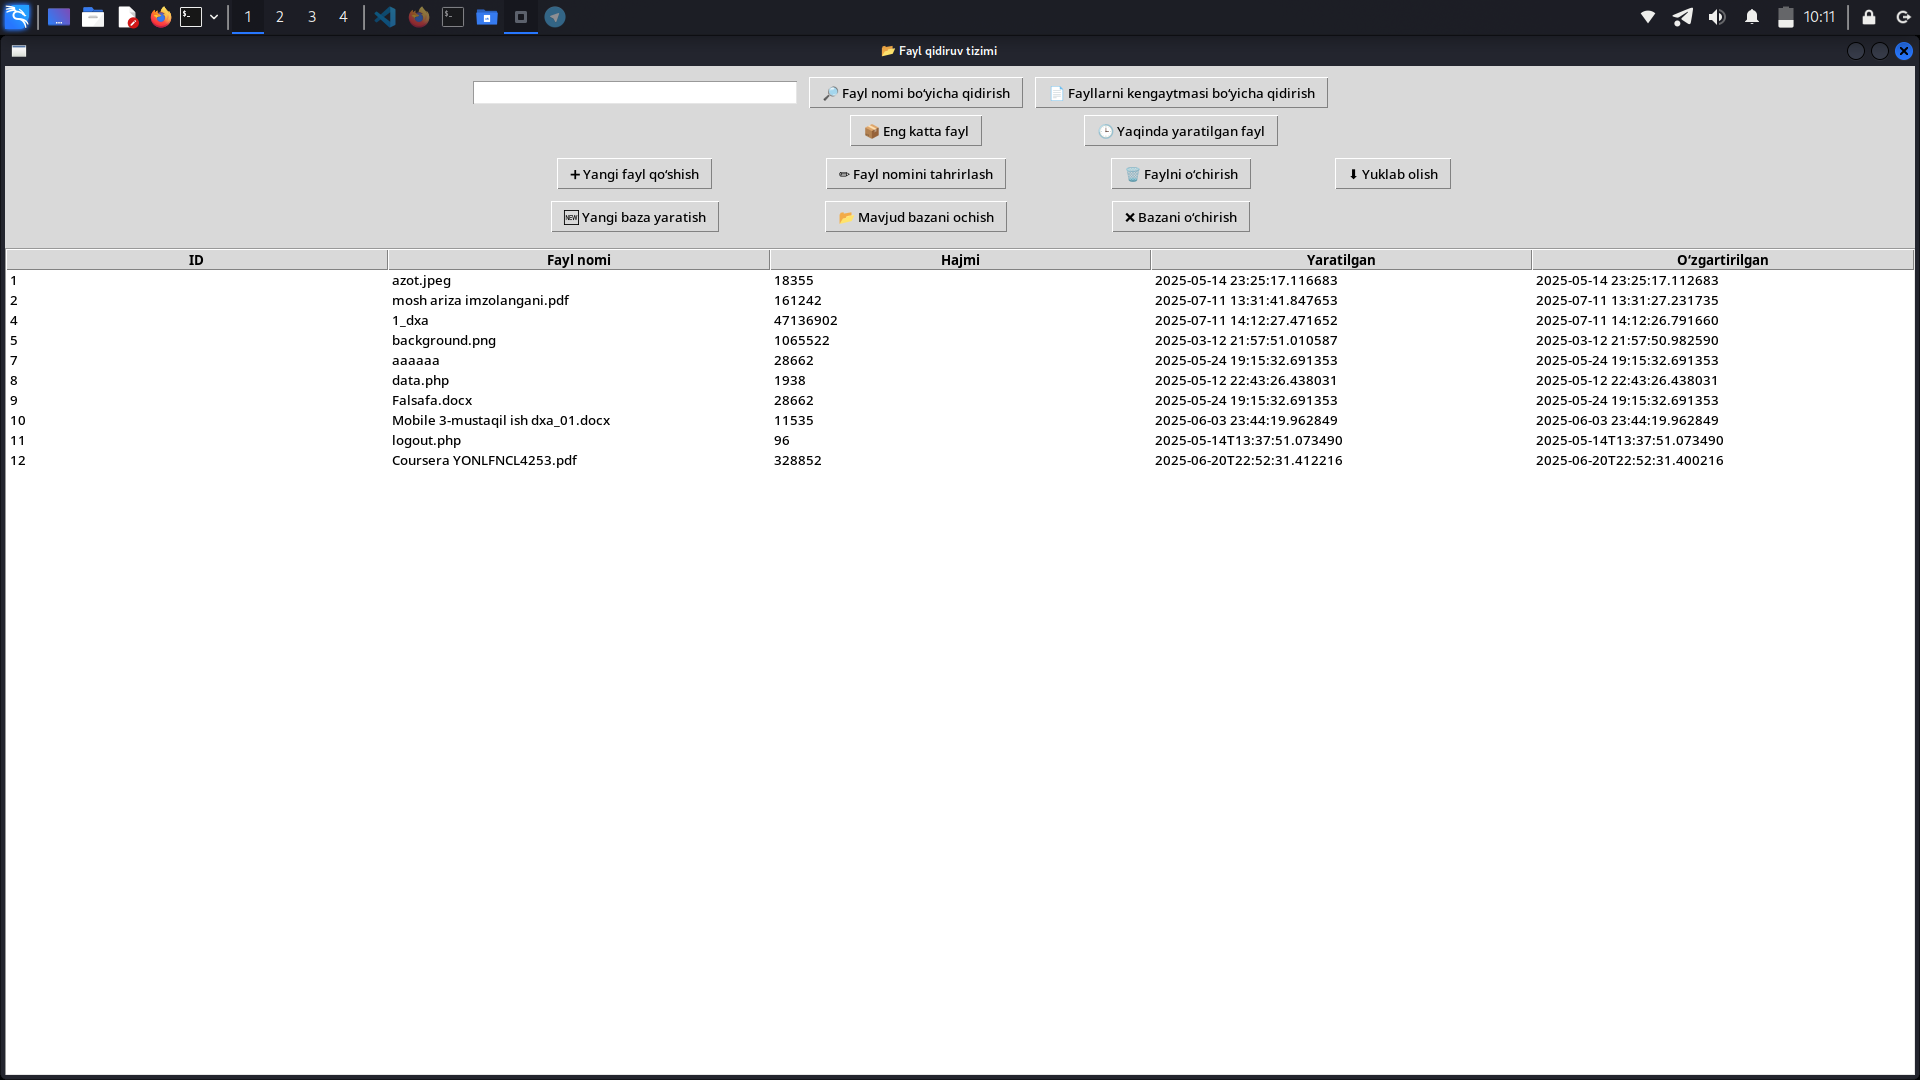 1 2 3 4 10:11
📂 Fayl qidiruv tizimi
🔎 Fayl nomi bo‘yicha qidirish 📄 Fayllarni kengaytmasi bo‘yicha qidirish
📦 Eng katta fayl 🕒 Yaqinda yaratilgan fayl
➕ Yangi fayl qo‘shish ✏ Fayl nomini tahrirlash 🗑️ Faylni o‘chirish ⬇ Yuklab olish
🆕 Yangi baza yaratish 📂 Mavjud bazani ochish ❌ Bazani o‘chirish
ID Fayl nomi Hajmi Yaratilgan O‘zgartirilgan
1 azot.jpeg 18355 2025-05-14 23:25:17.116683 2025-05-14 23:25:17.112683
2 mosh ariza imzolangani.pdf 161242 2025-07-11 13:31:41.847653 2025-07-11 13:31:27.231735
4 1_dxa 47136902 2025-07-11 14:12:27.471652 2025-07-11 14:12:26.791660
5 background.png 1065522 2025-03-12 21:57:51.010587 2025-03-12 21:57:50.982590
7 aaaaaa 28662 2025-05-24 19:15:32.691353 2025-05-24 19:15:32.691353
8 data.php 1938 2025-05-12 22:43:26.438031 2025-05-12 22:43:26.438031
9 Falsafa.docx 28662 2025-05-24 19:15:32.691353 2025-05-24 19:15:32.691353
10 Mobile 3-mustaqil ish dxa_01.docx 11535 2025-06-03 23:44:19.962849 2025-06-03 23:44:19.962849
11 logout.php 96 2025-05-14T13:37:51.073490 2025-05-14T13:37:51.073490
12 Coursera YONLFNCL4253.pdf 328852 2025-06-20T22:52:31.412216 2025-06-20T22:52:31.400216